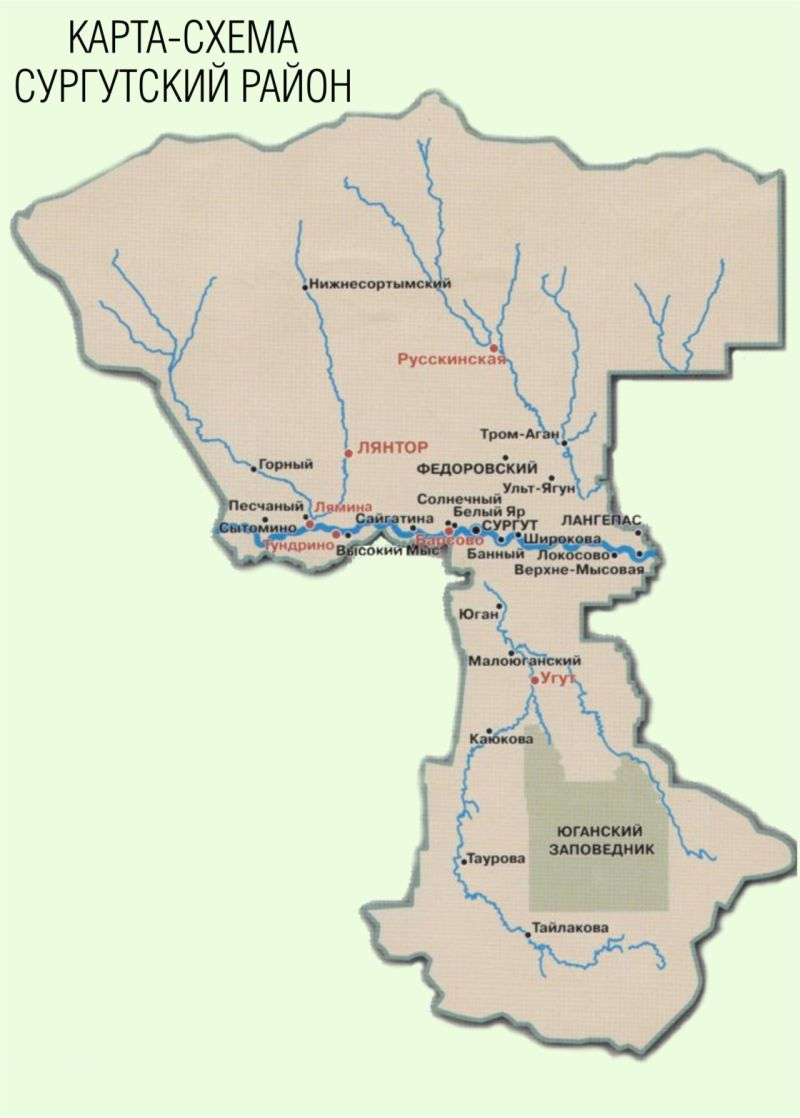 КАРТА-СХЕМА
СУРГУТСКИЙ РАЙОН
Нижнесортымский
Русскинская
Тром-Аган
ЛЯНТОР
Горный
ФЕДОРОВСКИЙ
Ульт-Ягун
Солнечный
Песчаный
Лямина
Белый Яр
Сайгатина
СУРГУТ
ЛАНГЕПАС
Сытомино
Барсово
Широкова
Тундрино
Высокий Мыс
Банный
Локосово
Верхне-Мысовая
Юган
Малоюганский
Угут
Каюкова
ЮГАНСКИЙ
ЗАПОВЕДНИК
Таурова
Тайлакова